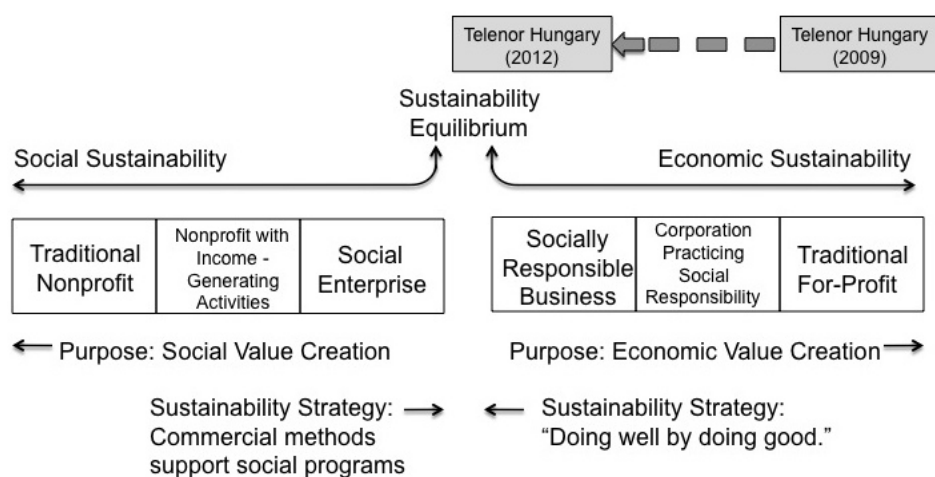 Telenor Hungary
(2012)
Telenor Hungary
(2009)
Sustainability
Equilibrium
Social Sustainability
Economic Sustainability
Traditional
Nonprofit
Nonprofit with
Income -
Generating
Activities
Social
Enterprise
Socially
Responsible
Business
Corporation
Practicing
Social
Responsibility
Traditional
For-Profit
Purpose: Social Value Creation
Purpose: Economic Value Creation
Sustainability Strategy:
Commercial methods
support social programs
Sustainability Strategy:
“Doing well by doing good.”